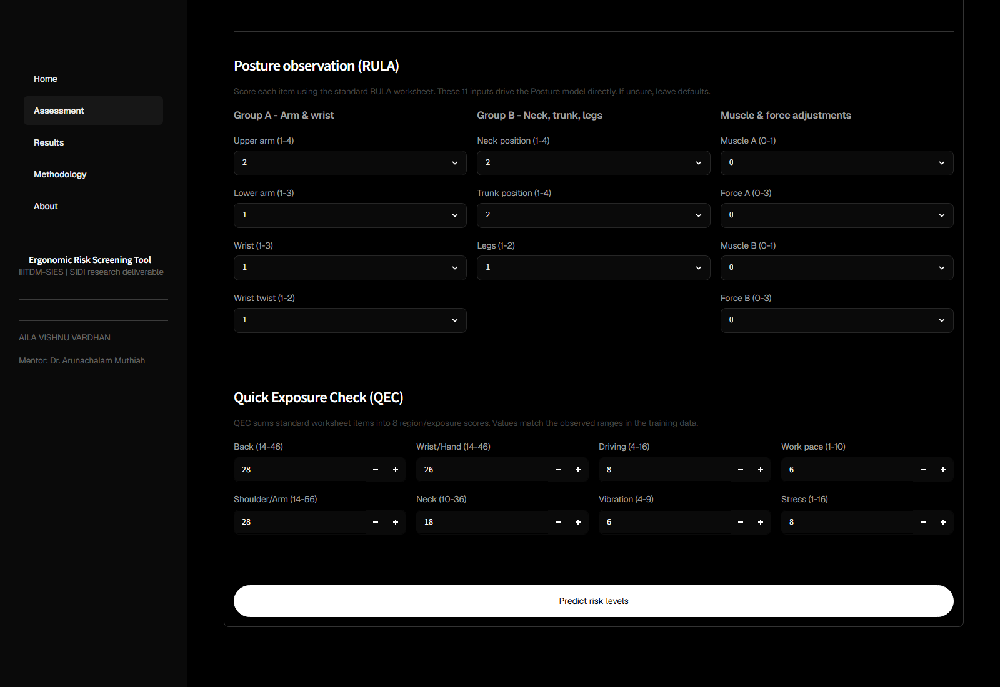 Home
Assessment
Results
Methodology
About
Ergonomic Risk Screening Tool
IIITDM-SIES | SIDI research deliverable
AILA VISHNU VARDHAN
Mentor: Dr. Arunachalam Muthiah
Posture observation (RULA)
Score each item using the standard RULA worksheet. These 11 inputs drive the Posture model directly. If unsure, leave defaults.
Group A - Arm & wrist
Upper arm (1-4)
2
Lower arm (1-3)
1
Wrist (1-3)
1
Wrist twist (1-2)
1
Group B - Neck, trunk, legs
Neck position (1-4)
2
Trunk position (1-4)
2
Legs (1-2)
1
Muscle & force adjustments
Muscle A (0-1)
0
Force A (0-3)
0
Muscle B (0-1)
0
Force B (0-3)
0
Quick Exposure Check (QEC)
QEC sums standard worksheet items into 8 region/exposure scores. Values match the observed ranges in the training data.
Back (14-46)
28
Shoulder/Arm (14-56)
28
Wrist/Hand (14-46)
26
Neck (10-36)
18
Driving (4-16)
8
Vibration (4-9)
6
Work pace (1-10)
6
Stress (1-16)
8
Predict risk levels